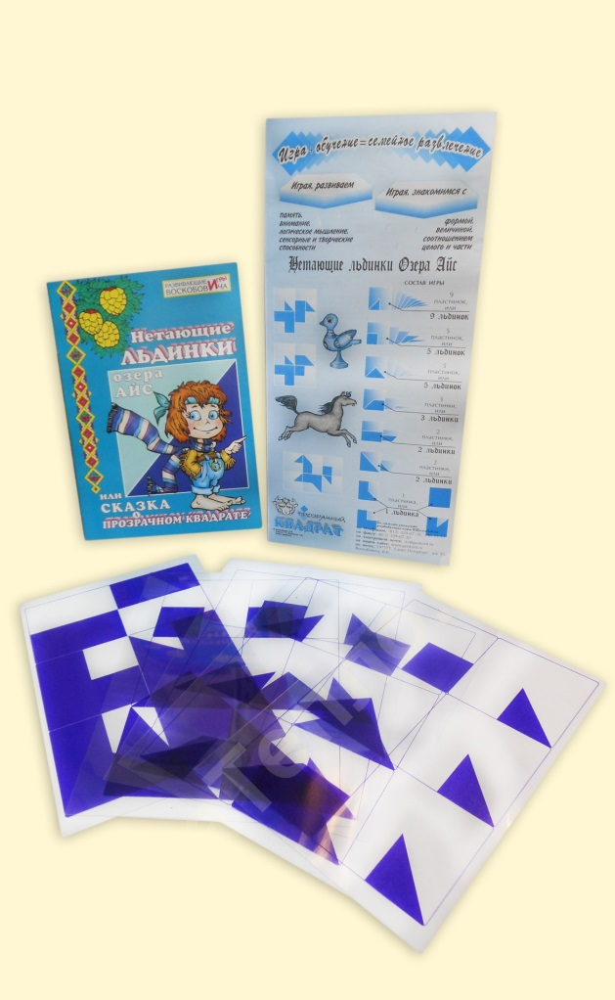 РАЗВИВАЮЩИЕ ИГРЫ
ВОСКОБОВИЧА
Нетающие
ЛЬДИНКИ
озера
АЙС
или
СКАЗКА
О
ПРОЗРАЧНОМ КВАДРАТЕ
Игра + обучение = семейное развлечение
Играя, развиваем
память,
внимание,
логическое мышление,
сенсорные и творческие
способности
Играя, знакомимся с
формой,
величиной,
соотношением
целого и части
Нетающие льдинки Озера Айс
СОСТАВ ИГРЫ
9
пластинок,
или
9 льдинок
5
пластинок,
или
5 льдинок
5
пластинок,
или
5 льдинок
3
пластинки,
или
3 льдинки
2
пластинки,
или
2 льдинки
2
пластинки,
или
2 льдинки
1
пластинка,
или
1 льдинка
ПРОЗРАЧНЫЙ
КВАДРАТ